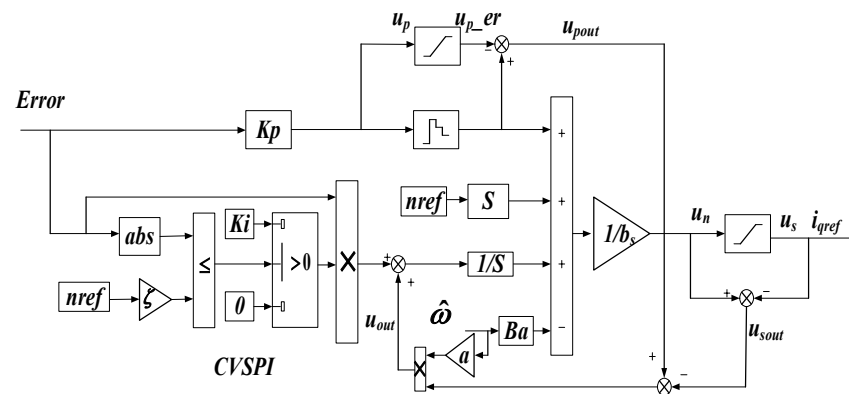 u_p
u_p_er
u_pout
−
+
Error
Kp
+
nref
S
+
1/b_s
u_n
u_s
i_qref
abs
Ki
≤
>0
×
+
+
1/S
+
+
−
nref
ζ
0
u_out
ω̂
Ba
−
a
×
u_sout
+
−
CVSPI